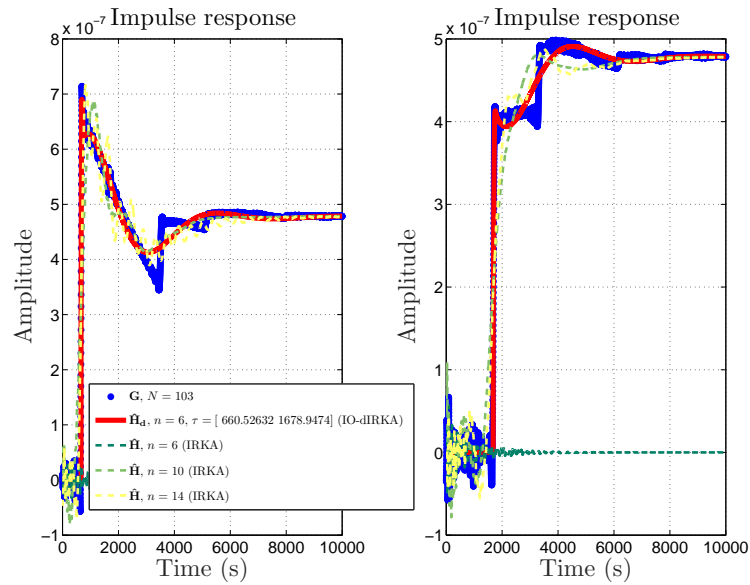 Impulse response
× 10⁻⁷
8
7
6
5
4
3
2
1
0
−1
Amplitude
0 2000 4000 6000 8000 10000
Time (s)
G, N = 103
Ĥ_d, n = 6, τ = [ 660.52632 1678.9474] (IO-dIRKA)
Ĥ, n = 6 (IRKA)
Ĥ, n = 10 (IRKA)
Ĥ, n = 14 (IRKA)
Impulse response
× 10⁻⁷
5
4
3
2
1
0
−1
Amplitude
0 2000 4000 6000 8000 10000
Time (s)